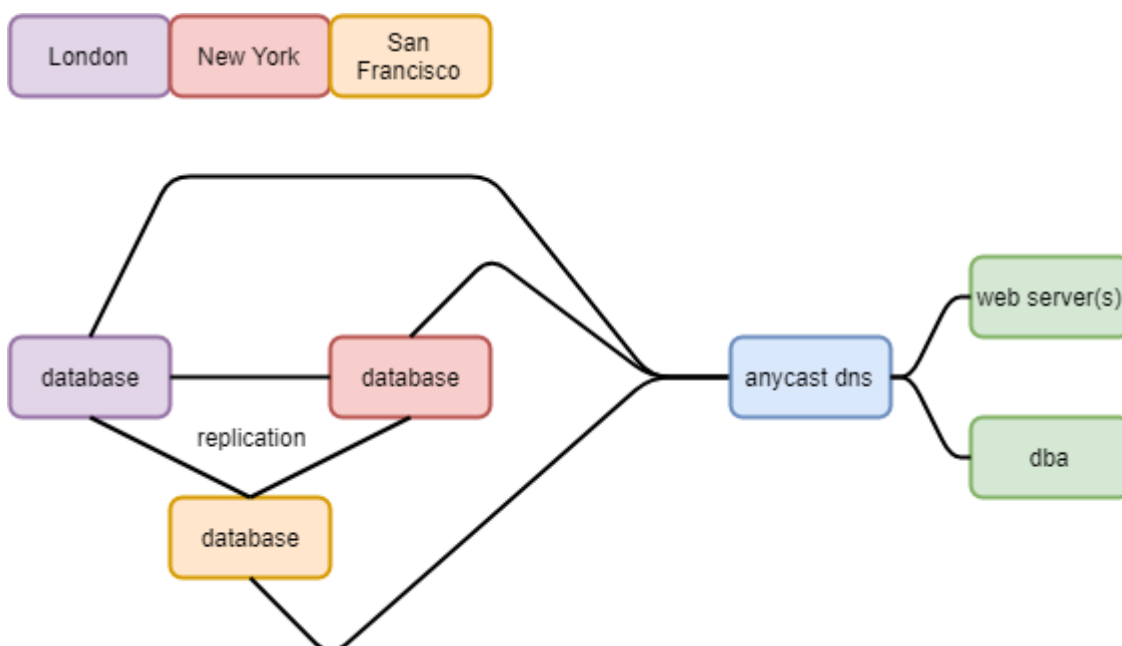 London
New York
San
Francisco
web server(s)
database
database
anycast dns
replication
dba
database